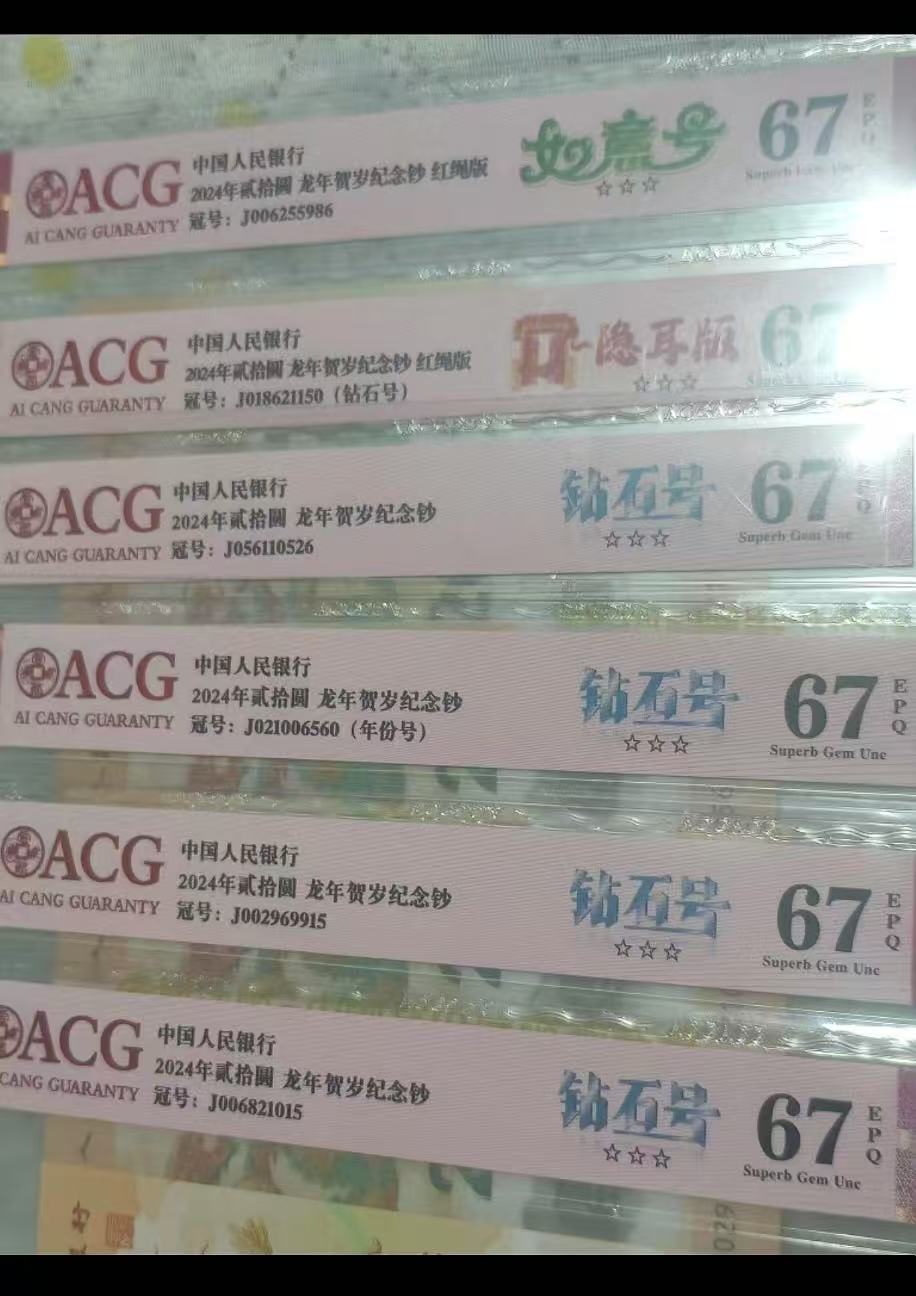 ACG
AI CANG GUARANTY
中国人民银行
2024年贰拾圆 龙年贺岁纪念钞 红绳版
冠号：J006255986
如意号
☆☆☆
67
EPQ
Superb Gem Unc
ACG
AI CANG GUARANTY
中国人民银行
2024年贰拾圆 龙年贺岁纪念钞 红绳版
冠号：J018621150（钻石号）
隐耳版
☆☆☆
67
ACG
AI CANG GUARANTY
中国人民银行
2024年贰拾圆 龙年贺岁纪念钞
冠号：J056110526
钻石号
☆☆☆
67
EPQ
Superb Gem Unc
ACG
AI CANG GUARANTY
中国人民银行
2024年贰拾圆 龙年贺岁纪念钞
冠号：J021006560（年份号）
钻石号
☆☆☆
67
EPQ
Superb Gem Unc
ACG
AI CANG GUARANTY
中国人民银行
2024年贰拾圆 龙年贺岁纪念钞
冠号：J002969915
钻石号
☆☆☆
67
EPQ
Superb Gem Unc
ACG
CANG GUARANTY
中国人民银行
2024年贰拾圆 龙年贺岁纪念钞
冠号：J006821015
钻石号
☆☆☆
67
EPQ
Superb Gem Unc
029